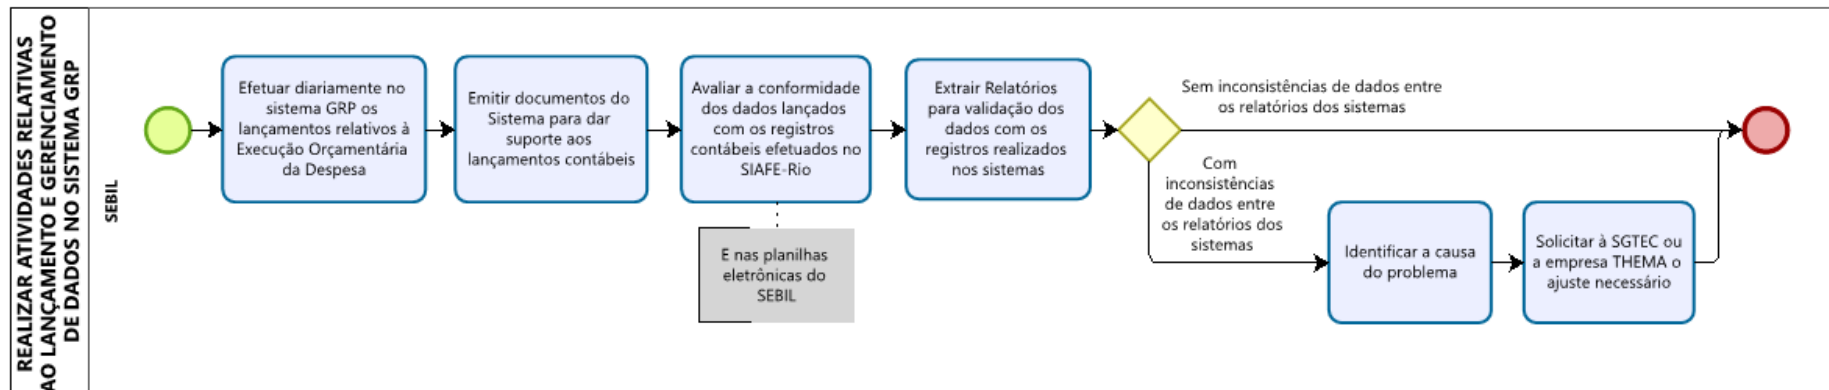 REALIZAR ATIVIDADES RELATIVAS
AO LANÇAMENTO E GERENCIAMENTO
DE DADOS NO SISTEMA GRP
SEBIL
Efetuar diariamente no
sistema GRP os
lançamentos relativos à
Execução Orçamentária
da Despesa
Emitir documentos do
Sistema para dar
suporte aos
lançamentos contábeis
Avaliar a conformidade
dos dados lançados
com os registros
contábeis efetuados no
SIAFE-Rio
E nas planilhas
eletrônicas do
SEBIL
Extrair Relatórios
para validação dos
dados com os
registros realizados
nos sistemas
Sem inconsistências de dados entre
os relatórios dos sistemas
Com
inconsistências
de dados entre
os relatórios dos
sistemas
Identificar a causa
do problema
Solicitar à SGTEC ou
a empresa THEMA o
ajuste necessário